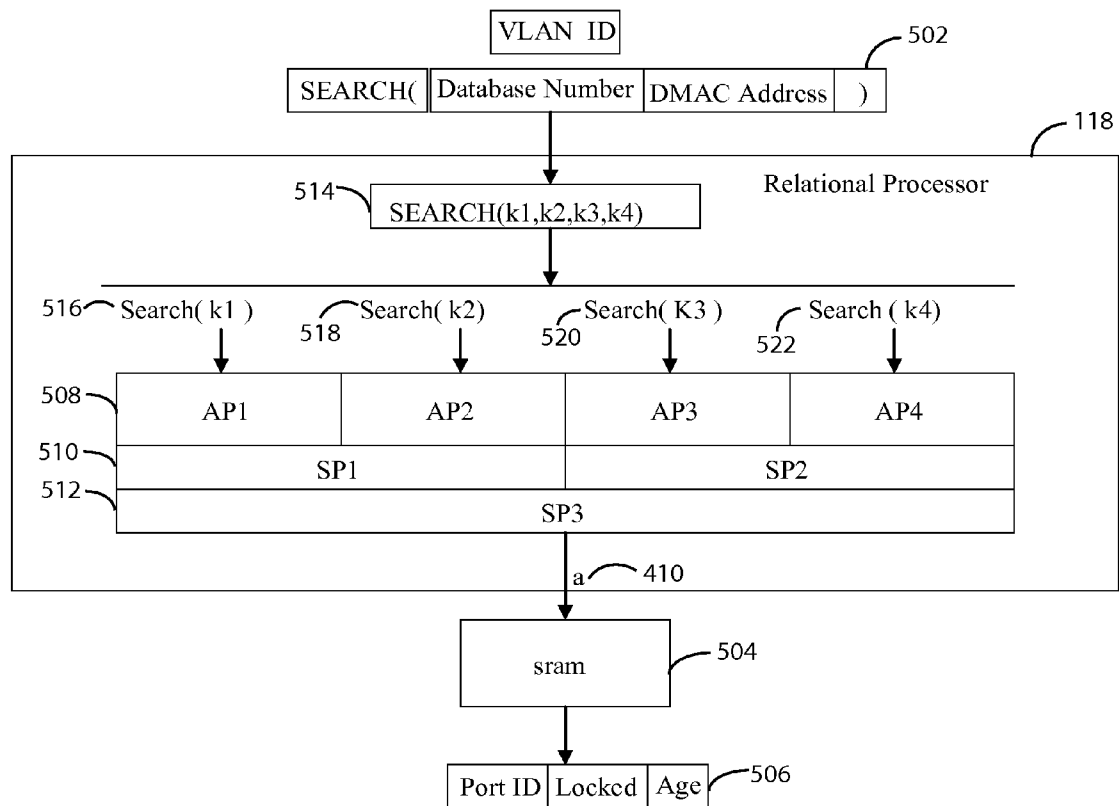 VLAN ID
502
SEARCH( Database Number DMAC Address )
118
Relational Processor
514
SEARCH(k1,k2,k3,k4)
516 Search( k1 ) 518 Search( k2) 520 Search( K3 ) 522 Search ( k4)
508 AP1 AP2 AP3 AP4
510 SP1 SP2
512 SP3
a 410
sram 504
Port ID Locked Age 506